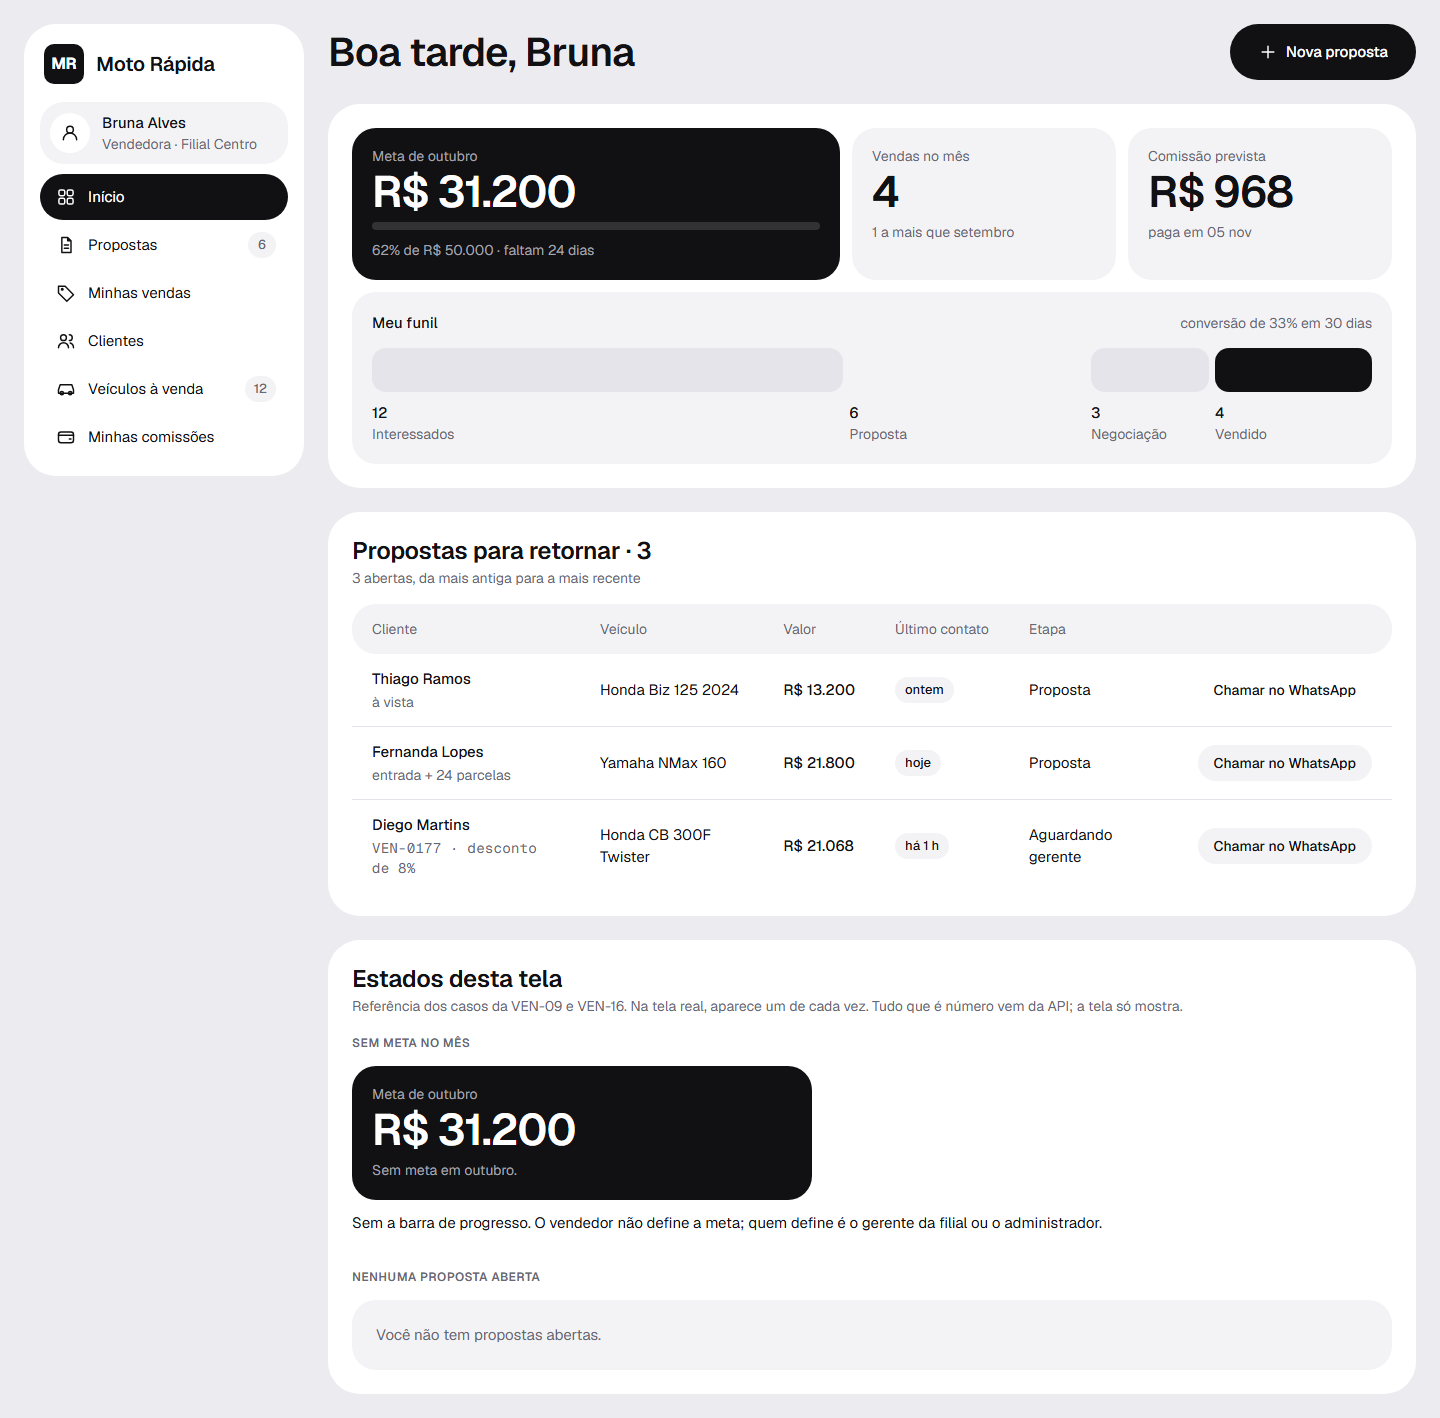 MR Moto Rápida
Bruna Alves
Vendedora · Filial Centro
Início
Propostas 6
Minhas vendas
Clientes
Veículos à venda 12
Minhas comissões
Boa tarde, Bruna
+ Nova proposta
Meta de outubro
R$ 31.200
62% de R$ 50.000 · faltam 24 dias
Vendas no mês
4
1 a mais que setembro
Comissão prevista
R$ 968
paga em 05 nov
Meu funil
conversão de 33% em 30 dias
12
Interessados
6
Proposta
3
Negociação
4
Vendido
Propostas para retornar · 3
3 abertas, da mais antiga para a mais recente
Cliente Veículo Valor Último contato Etapa
Thiago Ramos
à vista
Honda Biz 125 2024
R$ 13.200
ontem
Proposta
Chamar no WhatsApp
Fernanda Lopes
entrada + 24 parcelas
Yamaha NMax 160
R$ 21.800
hoje
Proposta
Chamar no WhatsApp
Diego Martins
VEN-0177 · desconto
de 8%
Honda CB 300F
Twister
R$ 21.068
há 1 h
Aguardando
gerente
Chamar no WhatsApp
Estados desta tela
Referência dos casos da VEN-09 e VEN-16. Na tela real, aparece um de cada vez. Tudo que é número vem da API; a tela só mostra.
SEM META NO MÊS
Meta de outubro
R$ 31.200
Sem meta em outubro.
Sem a barra de progresso. O vendedor não define a meta; quem define é o gerente da filial ou o administrador.
NENHUMA PROPOSTA ABERTA
Você não tem propostas abertas.